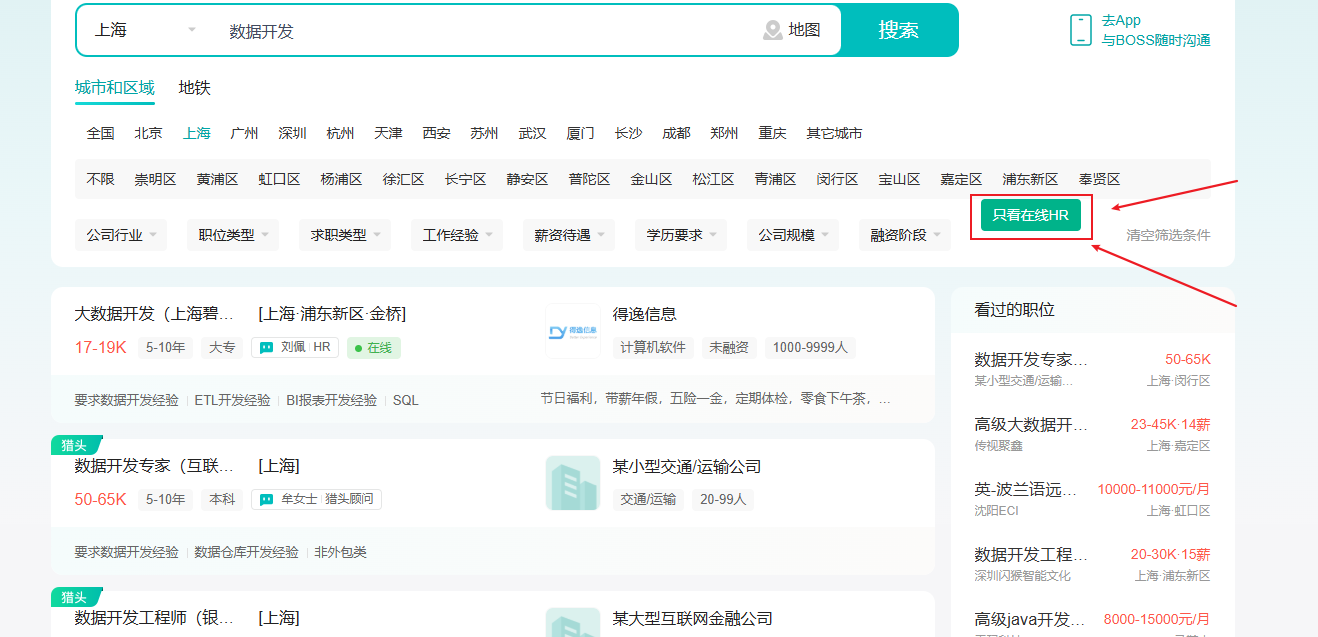 上海 数据开发 地图 搜索
去App
与BOSS随时沟通
城市和区域 地铁
全国 北京 上海 广州 深圳 杭州 天津 西安 苏州 武汉 厦门 长沙 成都 郑州 重庆 其它城市
不限 崇明区 黄浦区 虹口区 杨浦区 徐汇区 长宁区 静安区 普陀区 金山区 松江区 青浦区 闵行区 宝山区 嘉定区 浦东新区 奉贤区
公司行业 职位类型 求职类型 工作经验 薪资待遇 学历要求 公司规模 融资阶段 只看在线HR 清空筛选条件
大数据开发（上海碧... [上海·浦东新区·金桥]
17-19K 5-10年 大专 刘佩 HR 在线
得逸信息
得逸信息
计算机软件 未融资 1000-9999人
要求数据开发经验 ETL开发经验 BI报表开发经验 SQL
节日福利，带薪年假，五险一金，定期体检，零食下午茶，...
猎头
数据开发专家（互联... [上海]
50-65K 5-10年 本科 牟女士 猎头顾问
某小型交通/运输公司
交通/运输 20-99人
要求数据开发经验 数据仓库开发经验 非外包类
猎头
数据开发工程师（银... [上海]
某大型互联网金融公司
看过的职位
数据开发专家... 50-65K
某小型交通/运输... 上海·闵行区
高级大数据开... 23-45K·14薪
传视聚鑫 上海·嘉定区
英-波兰语远... 10000-11000元/月
沈阳ECI 上海·虹口区
数据开发工程... 20-30K·15薪
深圳闪猴智能文化 上海·浦东新区
高级java开发... 8000-15000元/月